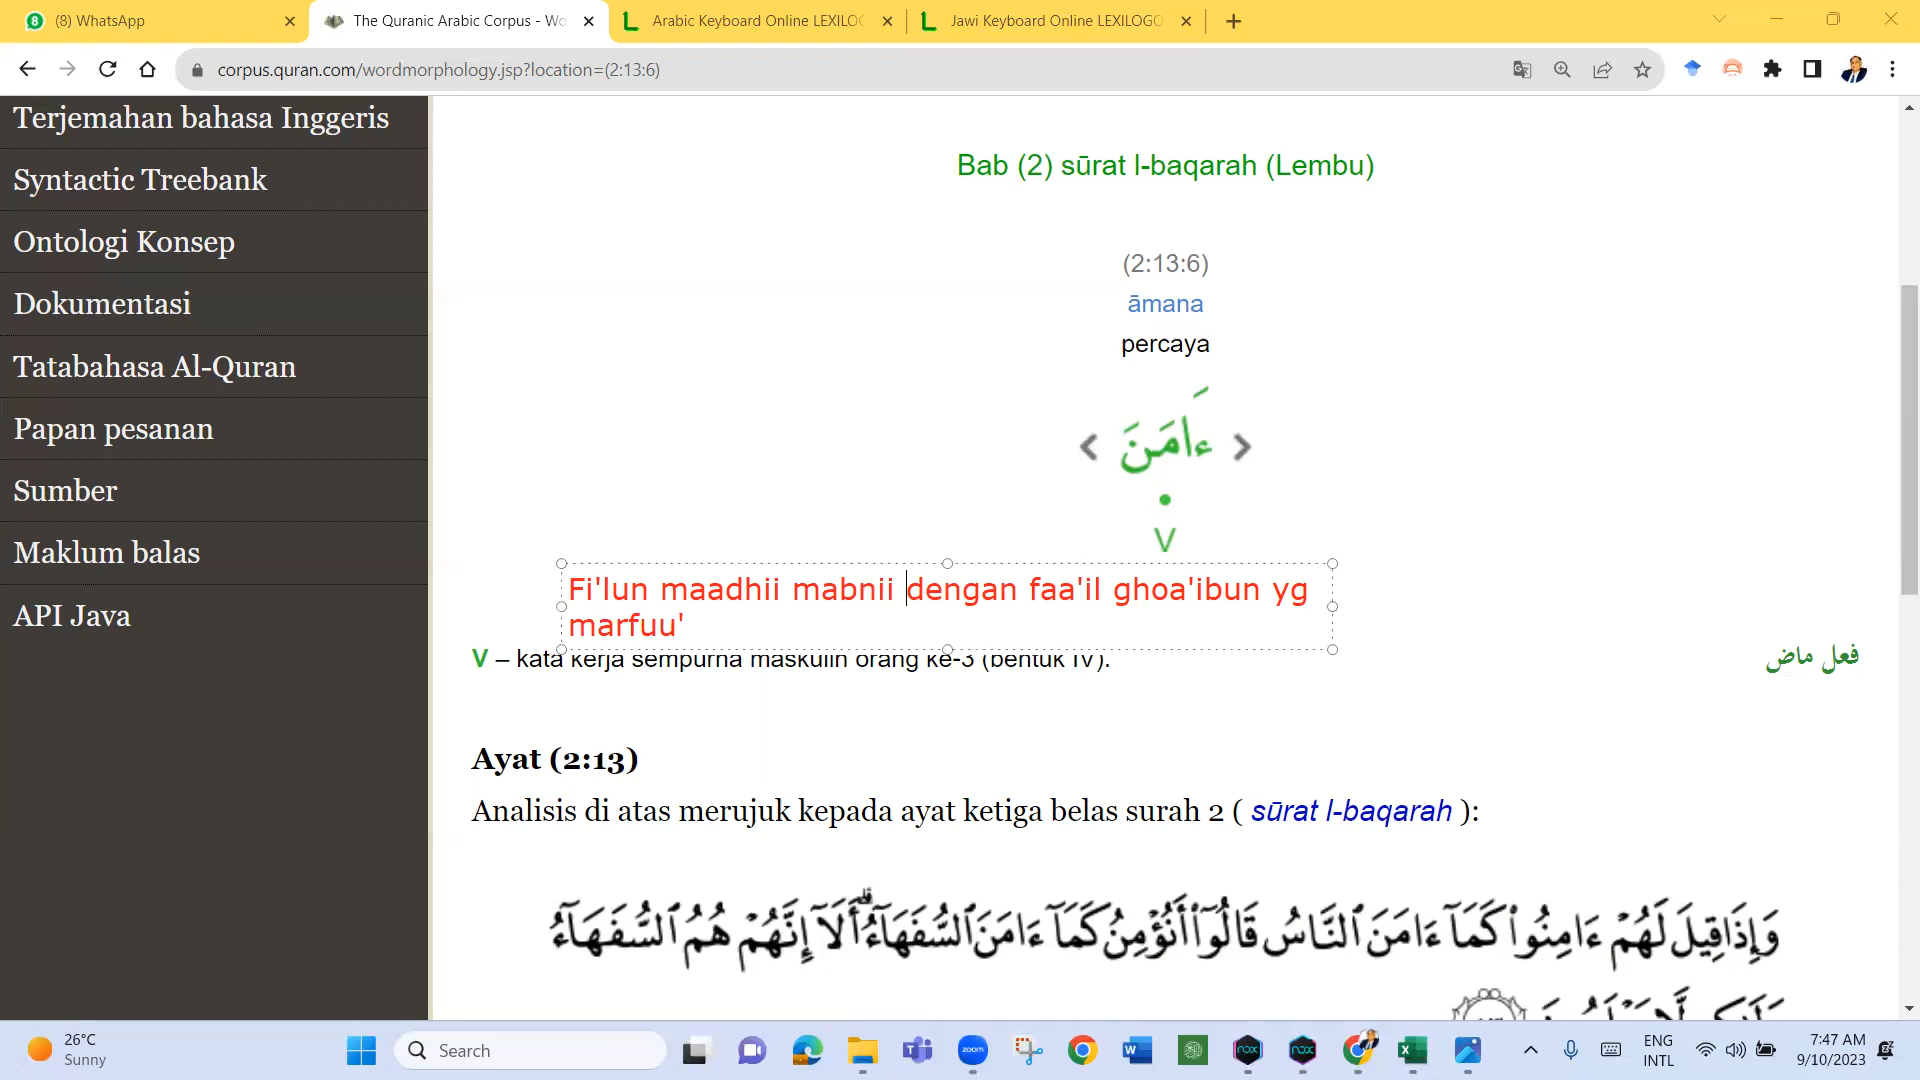 (8) WhatsApp
The Quranic Arabic Corpus - Wo
Arabic Keyboard Online LEXILOG
Jawi Keyboard Online LEXILOGO
corpus.quran.com/wordmorphology.jsp?location=(2:13:6)
Terjemahan bahasa Inggeris
Syntactic Treebank
Ontologi Konsep
Dokumentasi
Tatabahasa Al-Quran
Papan pesanan
Sumber
Maklum balas
API Java
Bab (2) sūrat l-baqarah (Lembu)
(2:13:6)
āmana
percaya
ءَامَنَ
V
Fi'lun maadhii mabnii dengan faa'il ghoa'ibun yg
marfuu'
V – kata kerja sempurna maskulin orang ke-3 (bentuk IV).
فعل ماض
Ayat (2:13)
Analisis di atas merujuk kepada ayat ketiga belas surah 2 ( sūrat l-baqarah ):
وَإِذَا قِيلَ لَهُمْ ءَامِنُوا۟ كَمَآ ءَامَنَ ٱلنَّاسُ قَالُوٓا۟ أَنُؤْمِنُ كَمَآ ءَامَنَ ٱلسُّفَهَآءُ ۗ أَلَآ إِنَّهُمْ هُمُ ٱلسُّفَهَآءُ
26°C
Sunny
Search
zoom
nox
nox
ENG
INTL
7:47 AM
9/10/2023